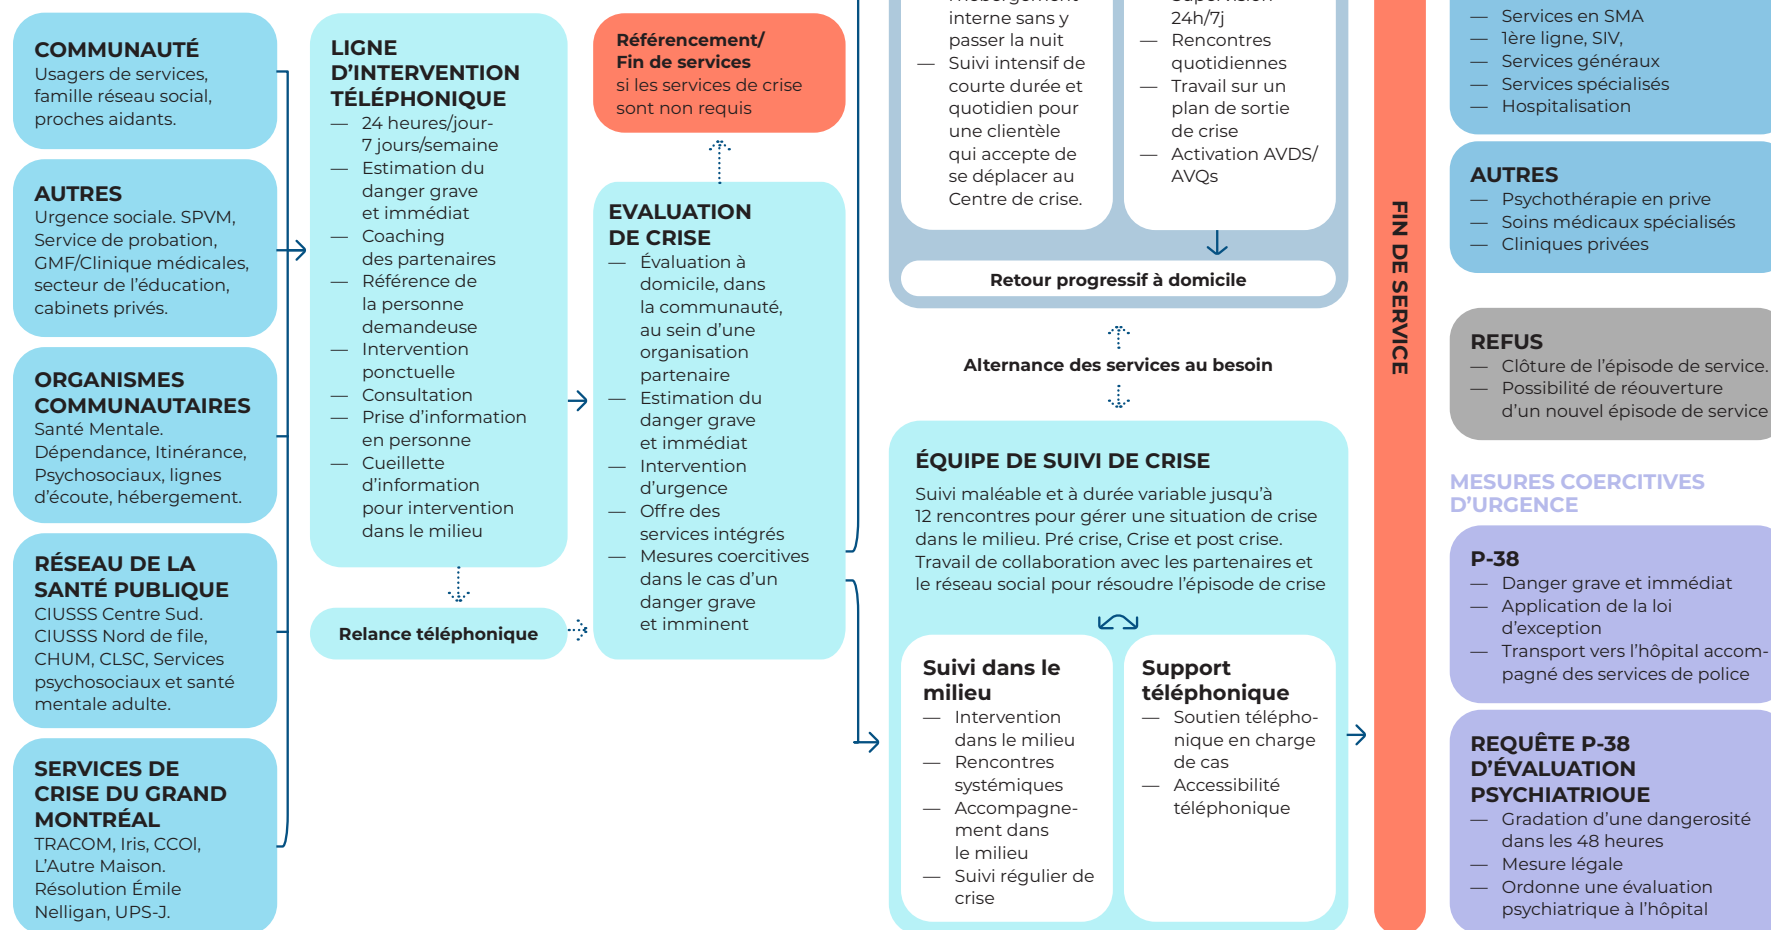 COMMUNAUTÉ
Usagers de services,
famille réseau social,
proches aidants.
AUTRES
Urgence sociale. SPVM,
Service de probation,
GMF/Clinique médicales,
secteur de l'éducation,
cabinets privés.
ORGANISMES
COMMUNAUTAIRES
Santé Mentale.
Dépendance, Itinérance,
Psychosociaux, lignes
d'écoute, hébergement.
RÉSEAU DE LA
SANTÉ PUBLIQUE
CIUSSS Centre Sud.
CIUSSS Nord de file,
CHUM, CLSC, Services
psychosociaux et santé
mentale adulte.
SERVICES DE
CRISE DU GRAND
MONTRÉAL
TRACOM, Iris, CCOl,
L'Autre Maison.
Résolution Émile
Nelligan, UPS-J.
LIGNE
D'INTERVENTION
TÉLÉPHONIQUE
— 24 heures/jour-
7 jours/semaine
— Estimation du
danger grave
et immédiat
— Coaching
des partenaires
— Référence de
la personne
demandeuse
— Intervention
ponctuelle
— Consultation
— Prise d'information
en personne
— Cueillette
d'information
pour intervention
dans le milieu
Relance téléphonique
Référencement/
Fin de services
si les services de crise
sont non requis
EVALUATION
DE CRISE
— Évaluation à
domicile, dans
la communauté,
au sein d'une
organisation
partenaire
— Estimation du
danger grave
et immédiat
— Intervention
d'urgence
— Offre des
services intégrés
— Mesures coercitives
dans le cas d'un
danger grave
et imminent
l'hébergement
interne sans y
passer la nuit
— Suivi intensif de
courte durée et
quotidien pour
une clientèle
qui accepte de
se déplacer au
Centre de crise.
— Supervision
24h/7j
— Rencontres
quotidiennes
— Travail sur un
plan de sortie
de crise
— Activation AVDS/
AVQs
Retour progressif à domicile
Alternance des services au besoin
ÉQUIPE DE SUIVI DE CRISE
Suivi maléable et à durée variable jusqu'à
12 rencontres pour gérer une situation de crise
dans le milieu. Pré crise, Crise et post crise.
Travail de collaboration avec les partenaires et
le réseau social pour résoudre l'épisode de crise
Suivi dans le
milieu
— Intervention
dans le milieu
— Rencontres
systémiques
— Accompagne-
ment dans
le milieu
— Suivi régulier de
crise
Support
téléphonique
— Soutien télépho-
nique en charge
de cas
— Accessibilité
téléphonique
FIN DE SERVICE
— Services en SMA
— 1ère ligne, SIV,
— Services généraux
— Services spécialisés
— Hospitalisation
AUTRES
— Psychothérapie en prive
— Soins médicaux spécialisés
— Cliniques privées
REFUS
— Clôture de l'épisode de service.
— Possibilité de réouverture
d'un nouvel épisode de service
MESURES COERCITIVES
D'URGENCE
P-38
— Danger grave et immédiat
— Application de la loi
d'exception
— Transport vers l'hôpital accom-
pagné des services de police
REQUÊTE P-38
D'ÉVALUATION
PSYCHIATRIOUE
— Gradation d'une dangerosité
dans les 48 heures
— Mesure légale
— Ordonne une évaluation
psychiatrique à l'hôpital